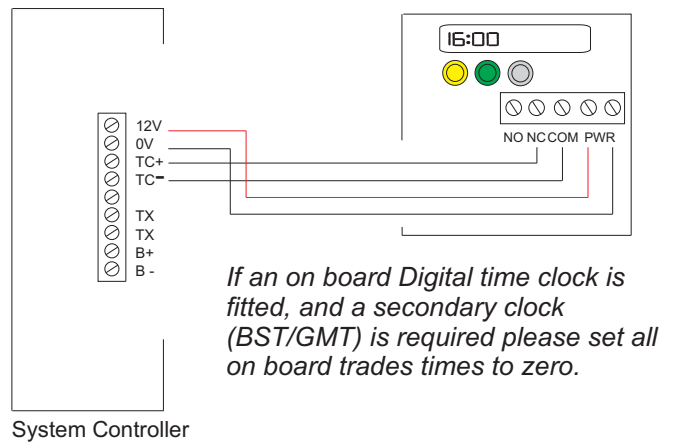 16:00
NO NC COM PWR
12V
0V
TC+
TC-
TX
TX
B+
B -
If an on board Digital time clock is
fitted, and a secondary clock
(BST/GMT) is required please set all
on board trades times to zero.
System Controller